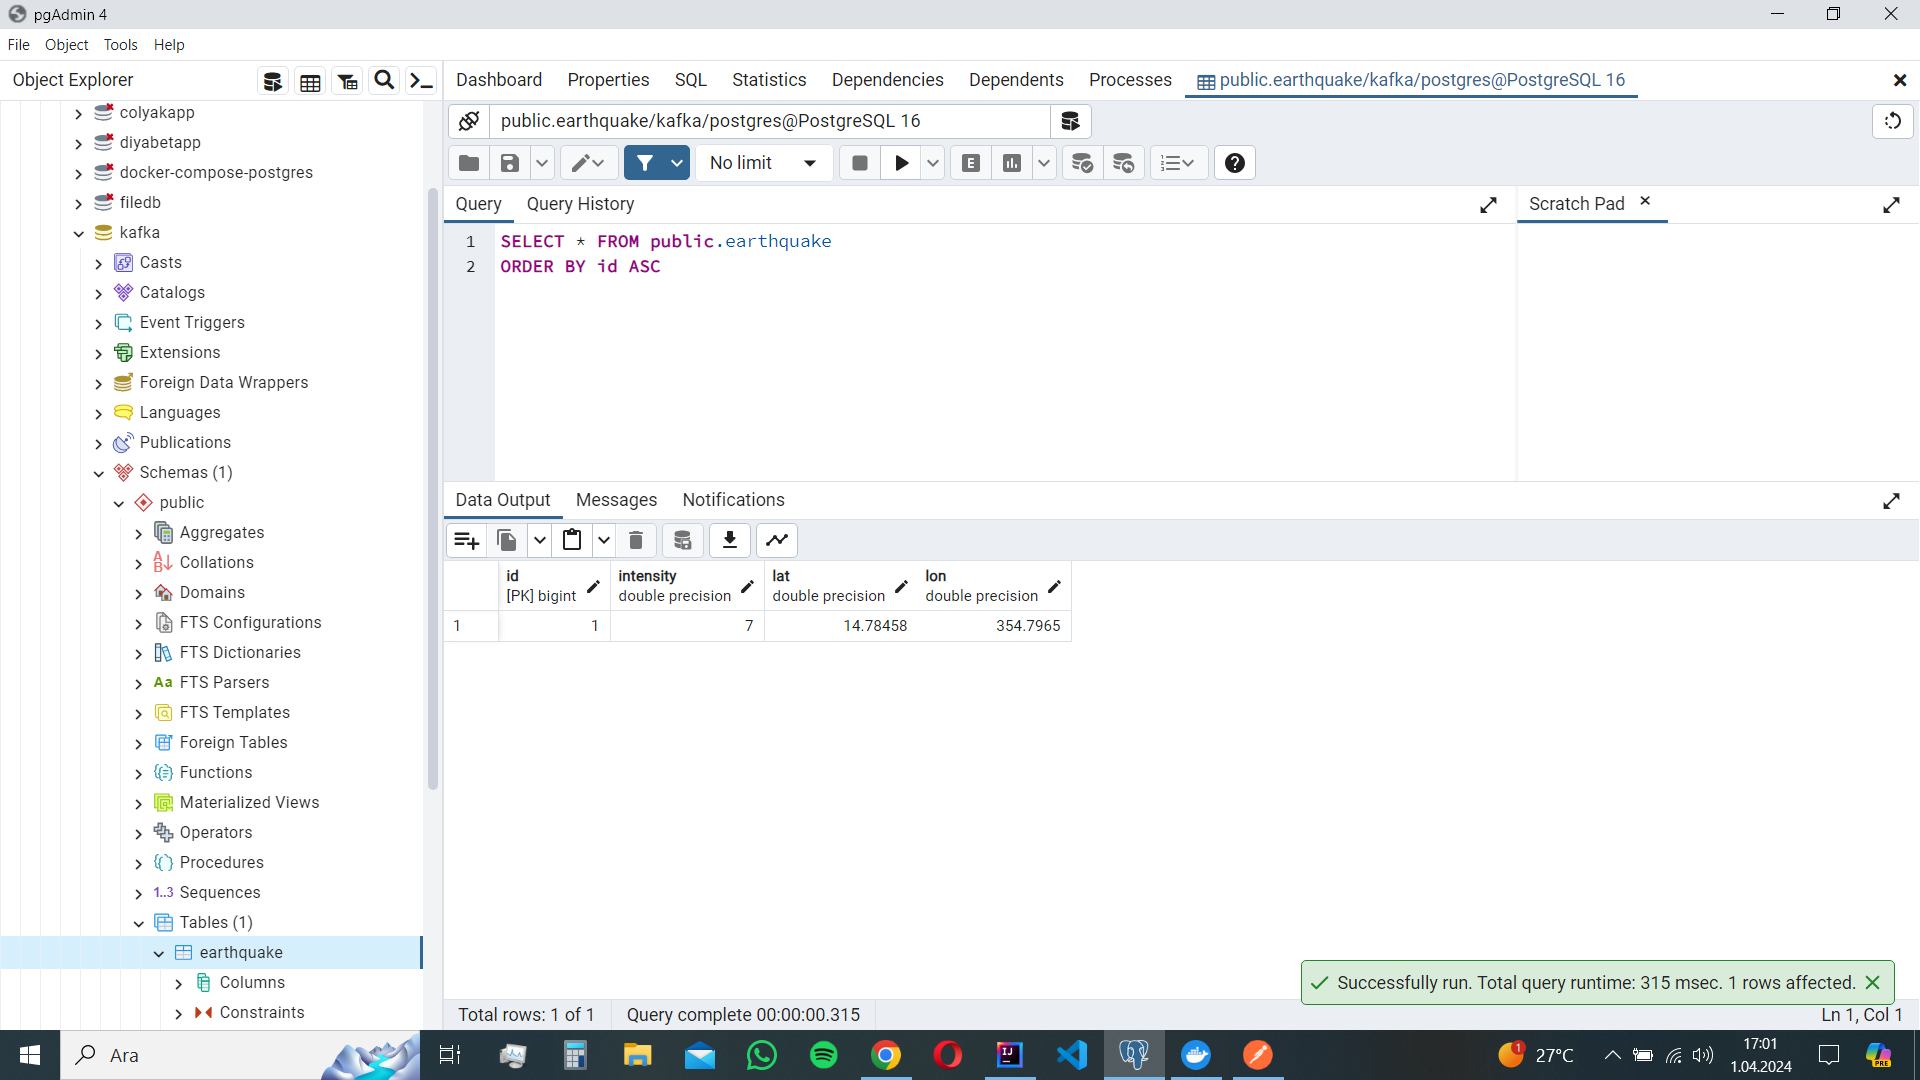 pgAdmin 4
File Object Tools Help
Object Explorer
Dashboard Properties SQL Statistics Dependencies Dependents Processes public.earthquake/kafka/postgres@PostgreSQL 16
colyakapp
diyabetapp
docker-compose-postgres
filedb
kafka
Casts
Catalogs
Event Triggers
Extensions
Foreign Data Wrappers
Languages
Publications
Schemas (1)
public
Aggregates
Collations
Domains
FTS Configurations
FTS Dictionaries
Aa FTS Parsers
FTS Templates
Foreign Tables
Functions
Materialized Views
Operators
Procedures
1..3 Sequences
Tables (1)
earthquake
Columns
Constraints
public.earthquake/kafka/postgres@PostgreSQL 16
No limit E
Query Query History
Scratch Pad
1 SELECT * FROM public.earthquake
2 ORDER BY id ASC
Data Output Messages Notifications
id intensity lat lon
[PK] bigint double precision double precision double precision
1 1 7 14.78458 354.7965
Successfully run. Total query runtime: 315 msec. 1 rows affected.
Total rows: 1 of 1 Query complete 00:00:00.315 Ln 1, Col 1
Ara
1 27°C
17:01
1.04.2024
PRE